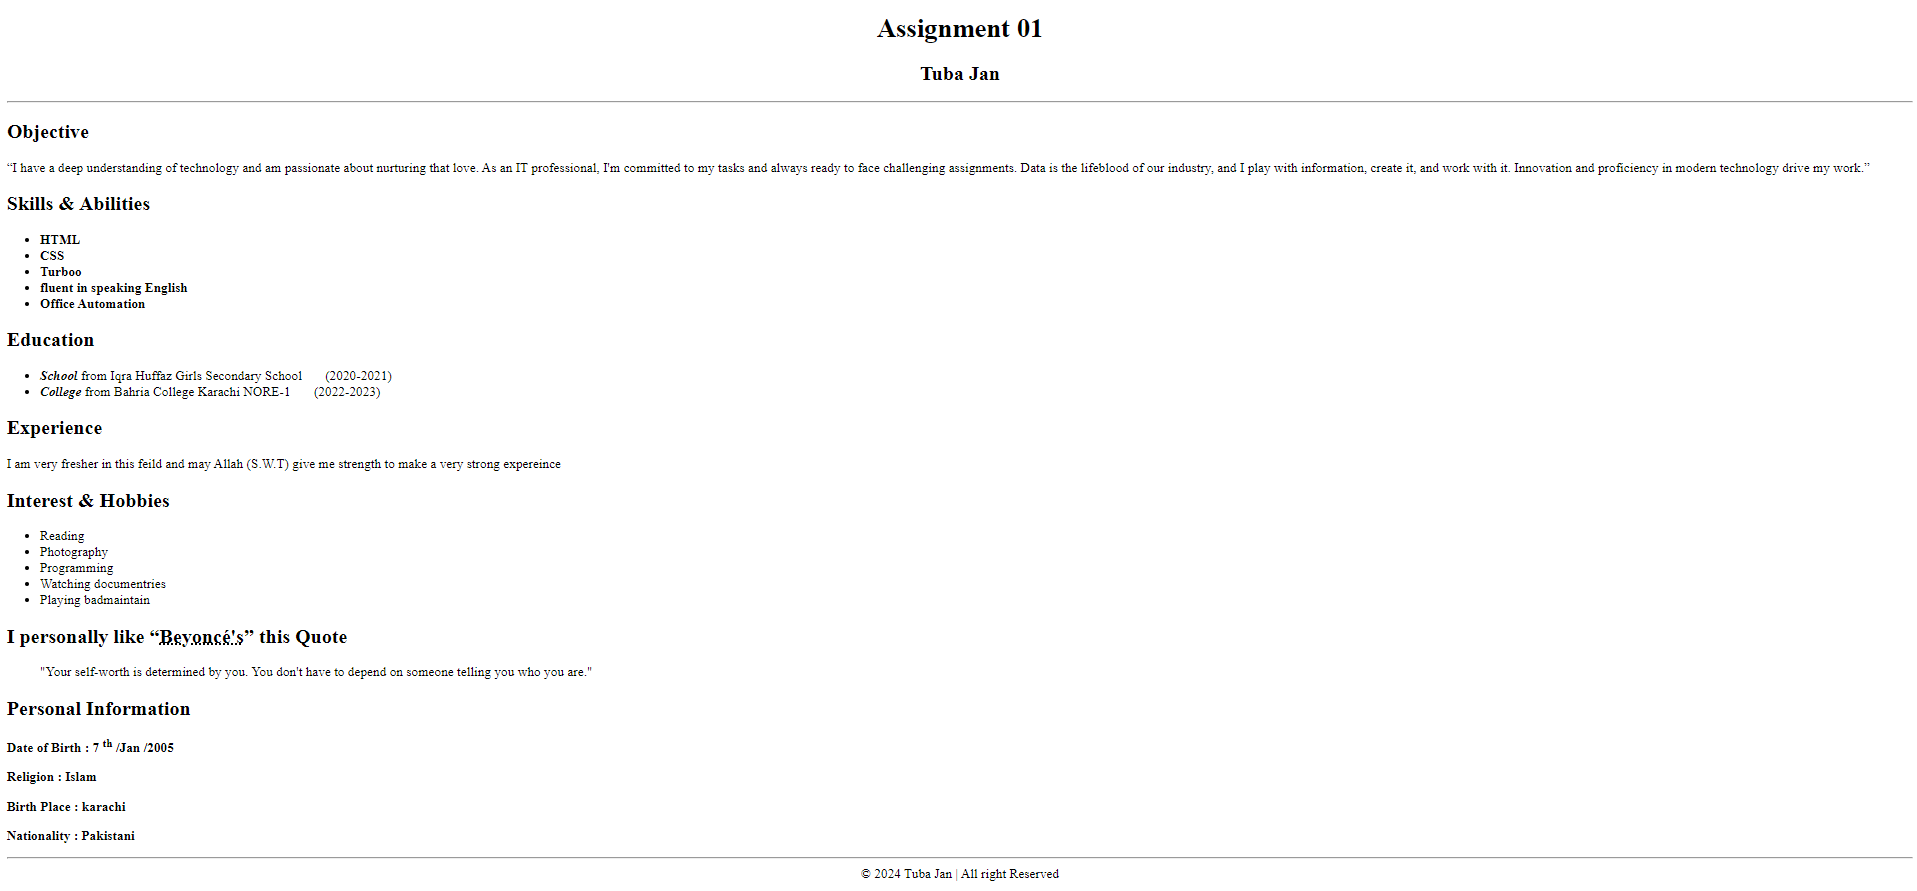 Assignment 01
Tuba Jan
Objective
“I have a deep understanding of technology and am passionate about nurturing that love. As an IT professional, I'm committed to my tasks and always ready to face challenging assignments. Data is the lifeblood of our industry, and I play with information, create it, and work with it. Innovation and proficiency in modern technology drive my work.”
Skills & Abilities
• HTML
• CSS
• Turboo
• fluent in speaking English
• Office Automation
Education
• School from Iqra Huffaz Girls Secondary School (2020-2021)
• College from Bahria College Karachi NORE-1 (2022-2023)
Experience
I am very fresher in this feild and may Allah (S.W.T) give me strength to make a very strong expereince
Interest & Hobbies
• Reading
• Photography
• Programming
• Watching documentries
• Playing badmaintain
I personally like “Beyoncé's” this Quote
"Your self-worth is determined by you. You don't have to depend on someone telling you who you are."
Personal Information
Date of Birth : 7 th /Jan /2005
Religion : Islam
Birth Place : karachi
Nationality : Pakistani
© 2024 Tuba Jan | All right Reserved